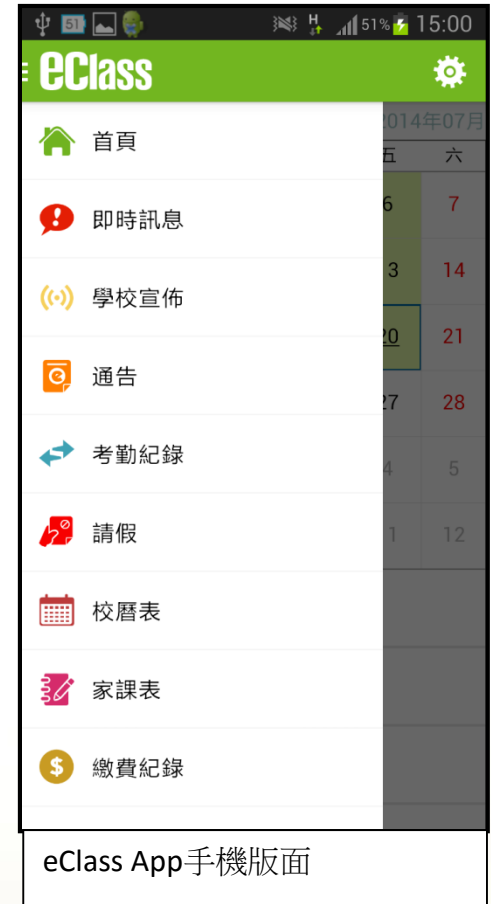 51 51% 15:00
eClass
2014年07月
五 六
首頁
6 7
即時訊息
3 14
學校宣佈
20 21
通告
27 28
考勤紀錄
4 5
請假
1 12
校曆表
家課表
繳費紀錄
eClass App手機版面